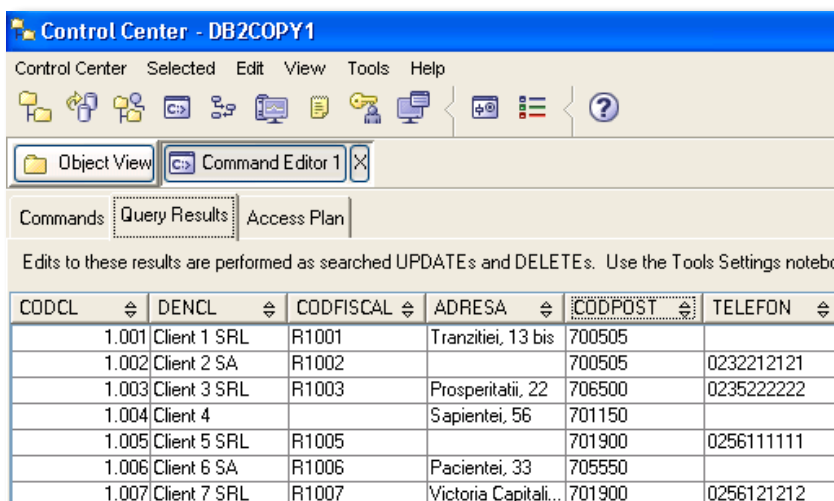 Control Center - DB2COPY1
Control Center Selected Edit View Tools Help
Object View Command Editor 1 X
Commands Query Results Access Plan
Edits to these results are performed as searched UPDATEs and DELETEs. Use the Tools Settings notebo
CODCL DENCL CODFISCAL ADRESA CODPOST TELEFON
1.001 Client 1 SRL R1001 Tranzitiei, 13 bis 700505
1.002 Client 2 SA R1002 700505 0232212121
1.003 Client 3 SRL R1003 Prosperitatii, 22 706500 0235222222
1.004 Client 4 Sapientei, 56 701150
1.005 Client 5 SRL R1005 701900 0256111111
1.006 Client 6 SA R1006 Pacientei, 33 705550
1.007 Client 7 SRL R1007 Victoria Capitali... 701900 0256121212